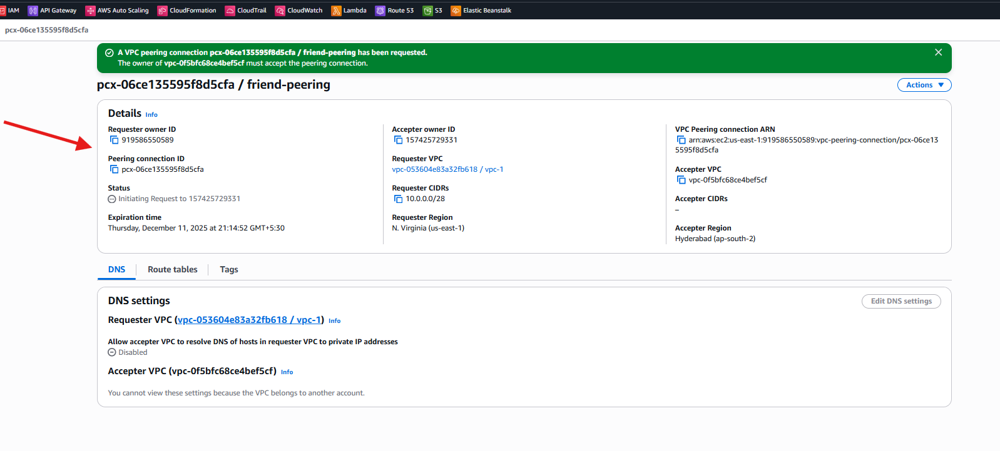 IAM API Gateway AWS Auto Scaling CloudFormation CloudTrail CloudWatch Lambda Route 53 S3 Elastic Beanstalk
pcx-06ce135595f8d5cfa
A VPC peering connection pcx-06ce135595f8d5cfa / friend-peering has been requested.
The owner of vpc-0f5bfc68ce4bef5cf must accept the peering connection.
pcx-06ce135595f8d5cfa / friend-peering
Actions
Details Info
Requester owner ID
919586550589
Peering connection ID
pcx-06ce135595f8d5cfa
Status
Initiating Request to 157425729331
Expiration time
Thursday, December 11, 2025 at 21:14:52 GMT+5:30
Accepter owner ID
157425729331
Requester VPC
vpc-053604e83a32fb618 / vpc-1
Requester CIDRs
10.0.0.0/28
Requester Region
N. Virginia (us-east-1)
VPC Peering connection ARN
arn:aws:ec2:us-east-1:919586550589:vpc-peering-connection/pcx-06ce13
5595f8d5cfa
Accepter VPC
vpc-0f5bfc68ce4bef5cf
Accepter CIDRs
–
Accepter Region
Hyderabad (ap-south-2)
DNS Route tables Tags
DNS settings
Edit DNS settings
Requester VPC (vpc-053604e83a32fb618 / vpc-1) Info
Allow accepter VPC to resolve DNS of hosts in requester VPC to private IP addresses
Disabled
Accepter VPC (vpc-0f5bfc68ce4bef5cf) Info
You cannot view these settings because the VPC belongs to another account.